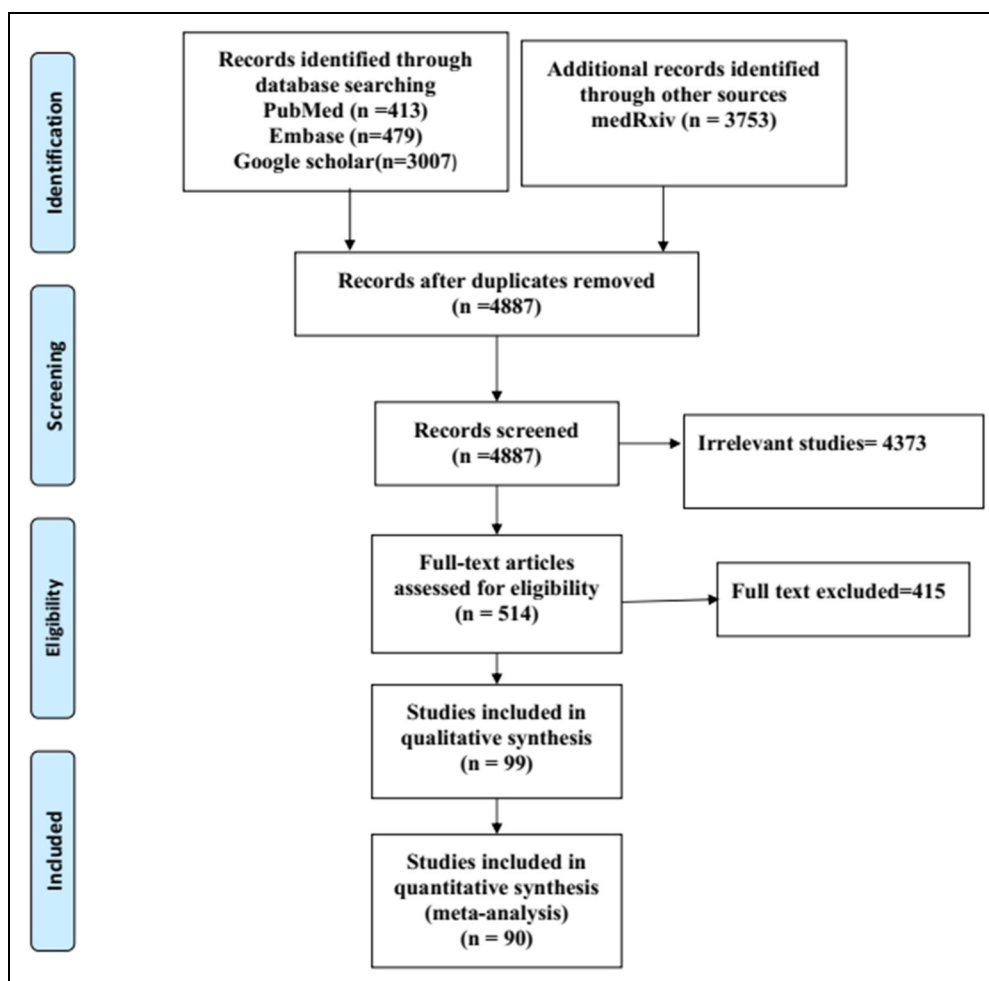 Identification
Records identified through
database searching
PubMed (n =413)
Embase (n=479)
Google scholar(n=3007)
Additional records identified
through other sources
medRxiv (n = 3753)
Records after duplicates removed
(n =4887)
Screening
Records screened
(n =4887)
Irrelevant studies= 4373
Eligibility
Full-text articles
assessed for eligibility
(n = 514)
Full text excluded=415
Studies included in
qualitative synthesis
(n = 99)
Included
Studies included in
quantitative synthesis
(meta-analysis)
(n = 90)